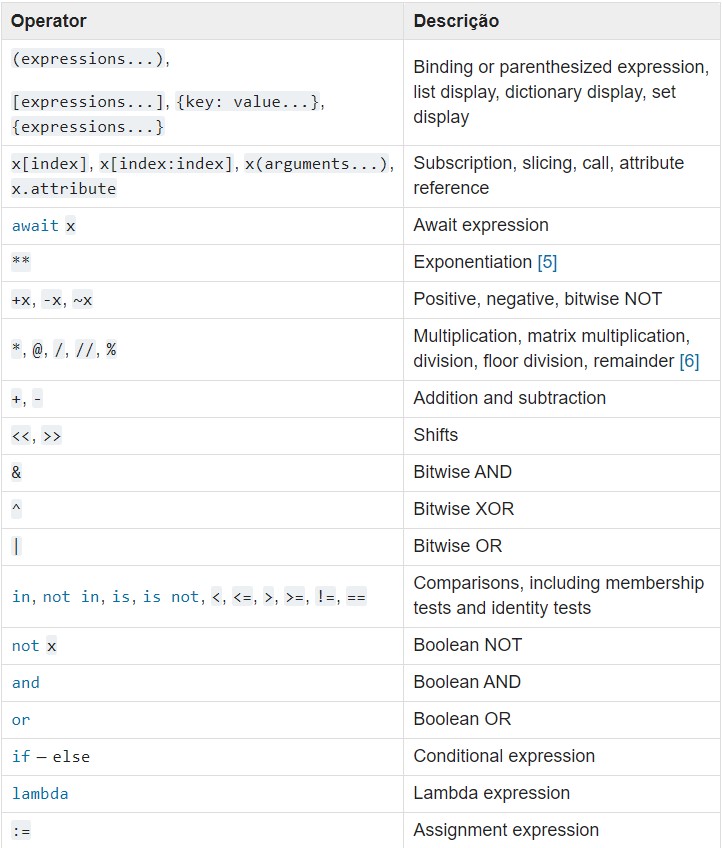 Operator Descrição
(expressions...),
[expressions...], {key: value...},
{expressions...}
Binding or parenthesized expression,
list display, dictionary display, set
display
x[index], x[index:index], x(arguments...),
x.attribute
Subscription, slicing, call, attribute
reference
await x Await expression
** Exponentiation [5]
+x, -x, ~x Positive, negative, bitwise NOT
*, @, /, //, %
Multiplication, matrix multiplication,
division, floor division, remainder [6]
+, - Addition and subtraction
<<, >> Shifts
& Bitwise AND
^ Bitwise XOR
| Bitwise OR
in, not in, is, is not, <, <=, >, >=, !=, ==
Comparisons, including membership
tests and identity tests
not x Boolean NOT
and Boolean AND
or Boolean OR
if – else Conditional expression
lambda Lambda expression
:= Assignment expression